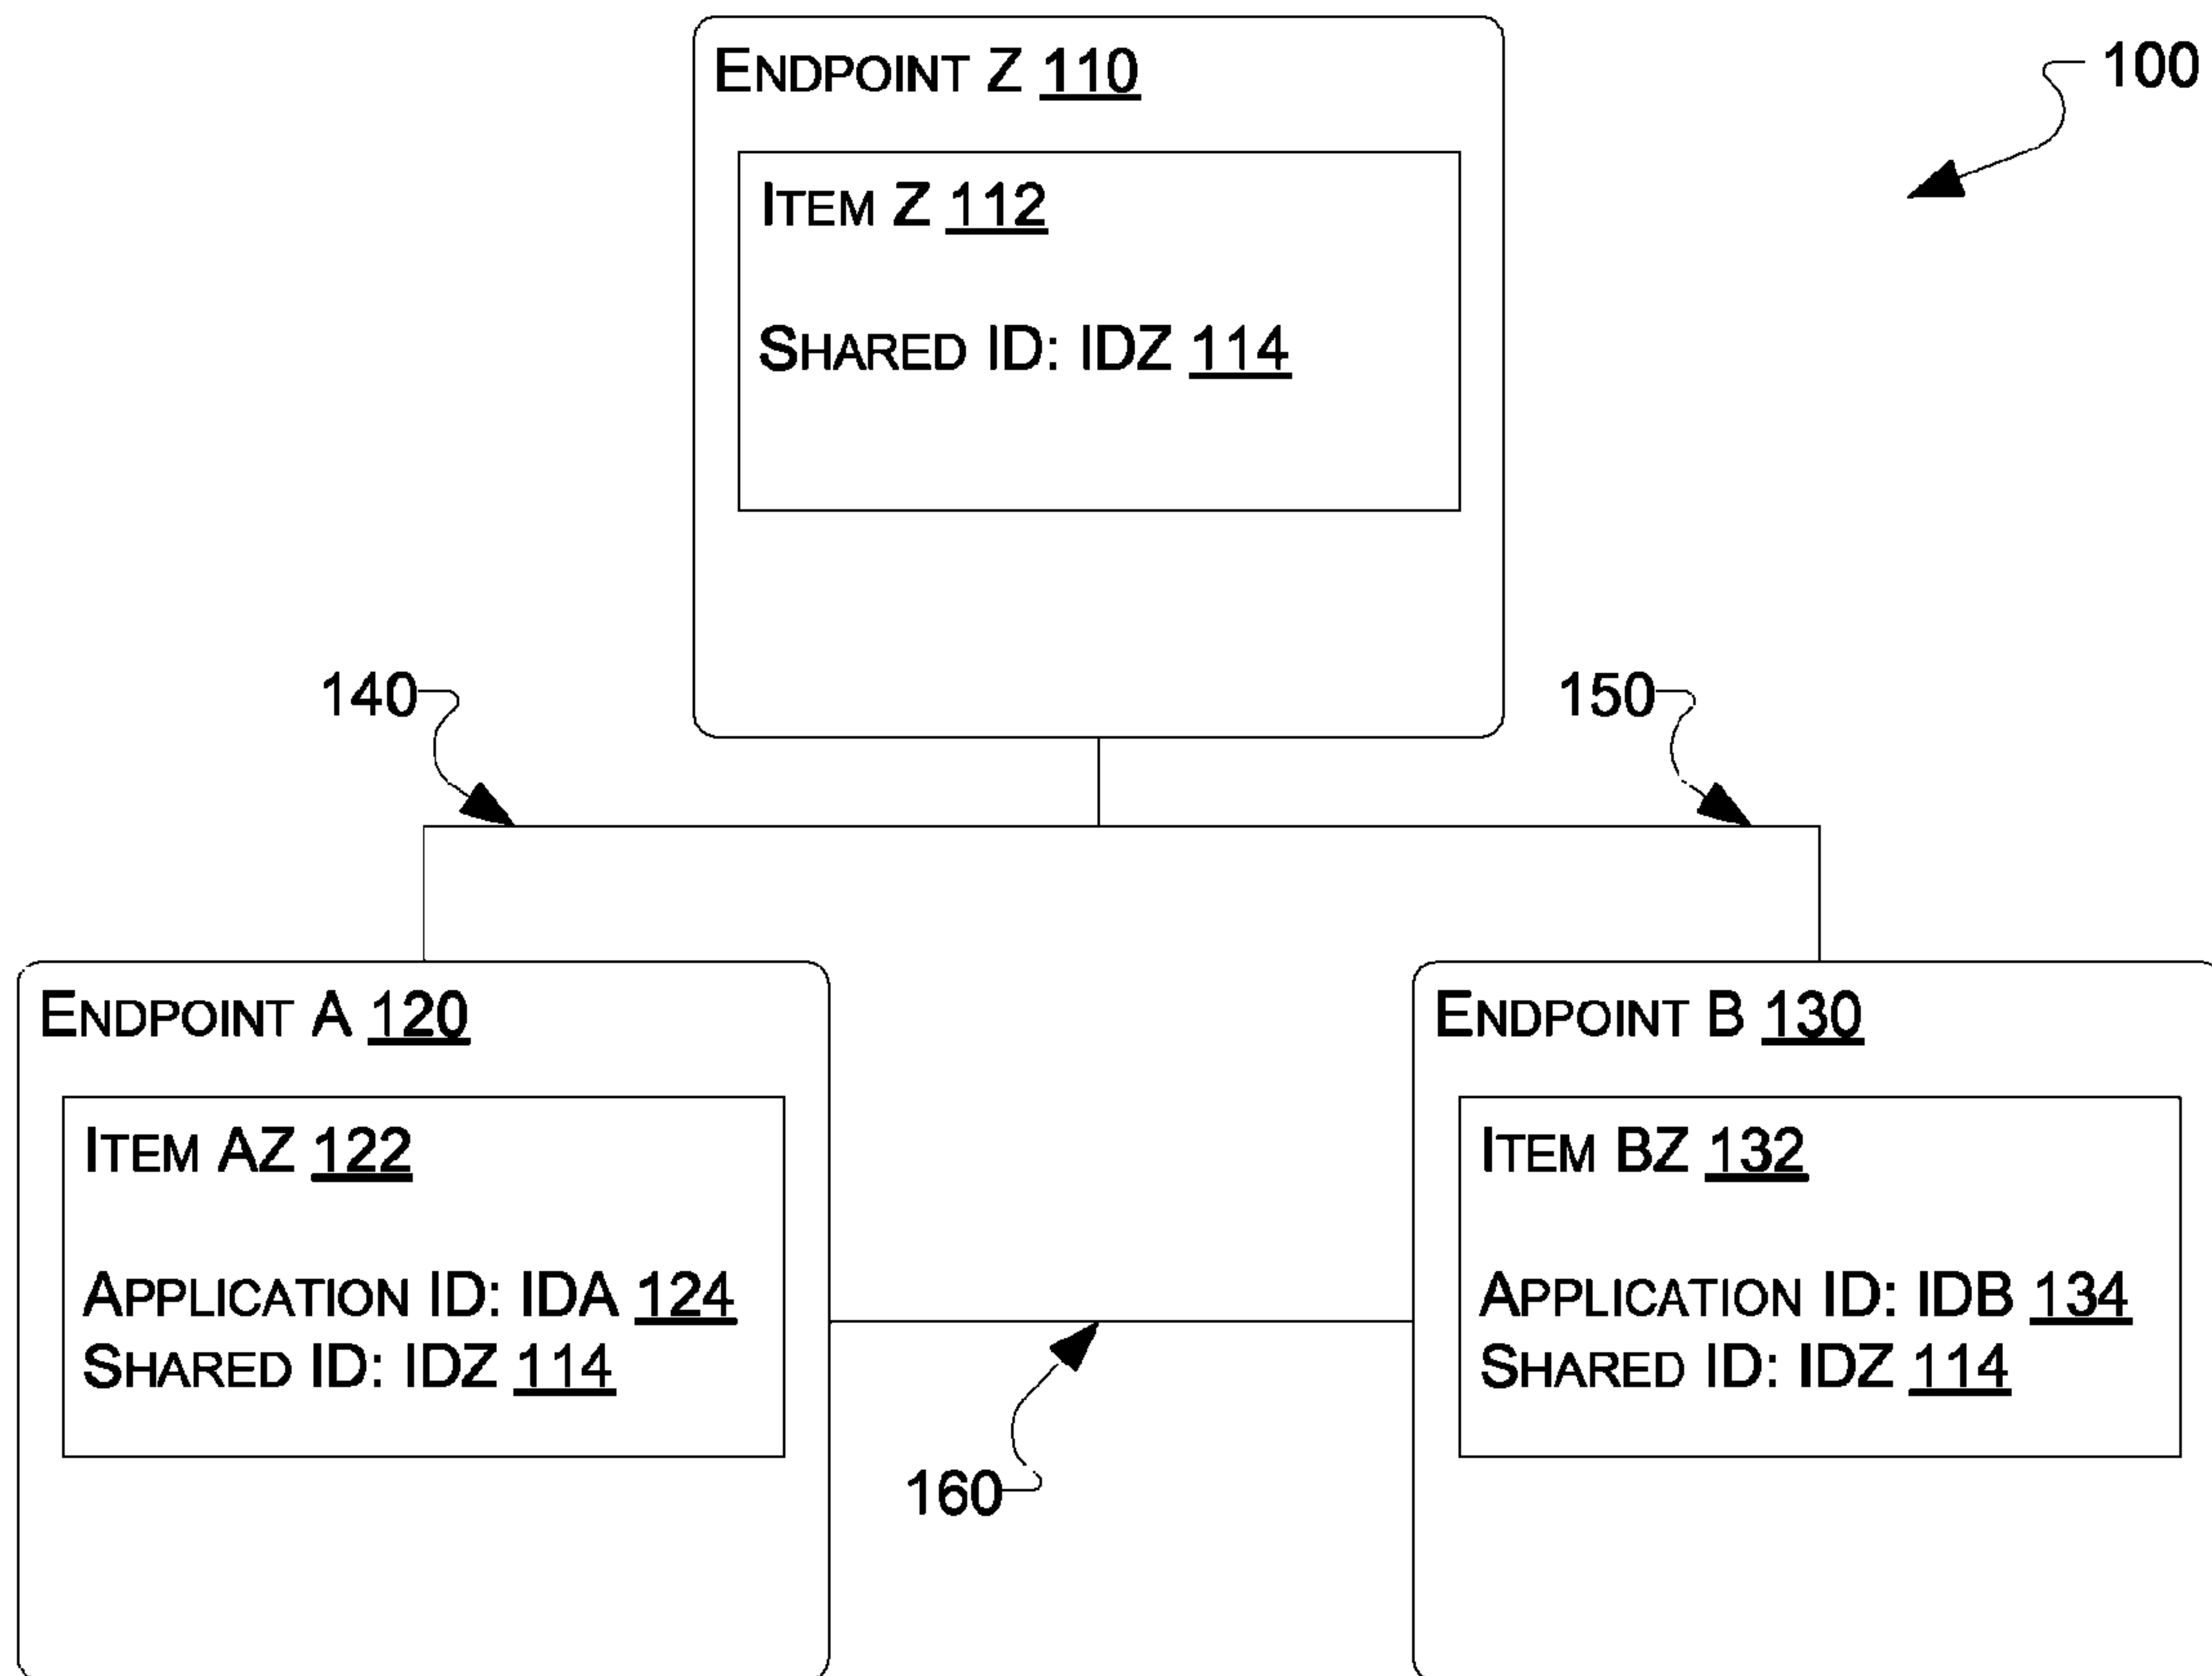 ENDPOINT Z 110
100
ITEM Z 112
SHARED ID: IDZ 114
140
150
ENDPOINT A 120
ITEM AZ 122
APPLICATION ID: IDA 124
SHARED ID: IDZ 114
ENDPOINT B 130
ITEM BZ 132
APPLICATION ID: IDB 134
SHARED ID: IDZ 114
160